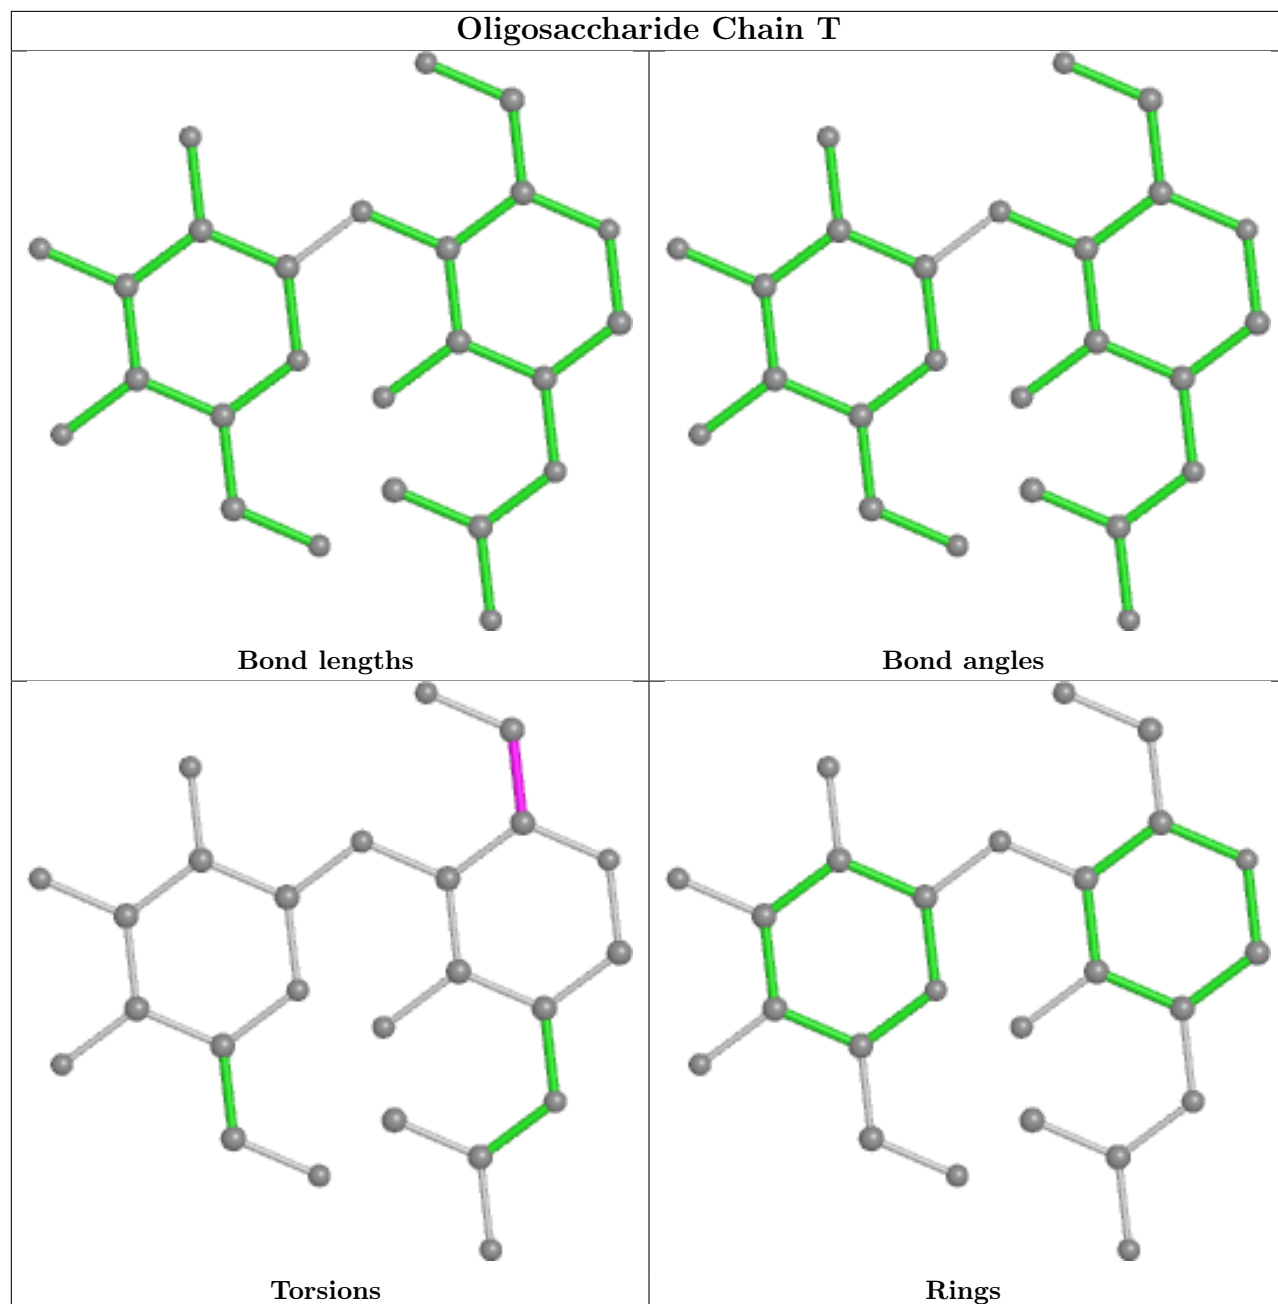 Oligosaccharide Chain T
Bond lengths
Bond angles
Torsions
Rings